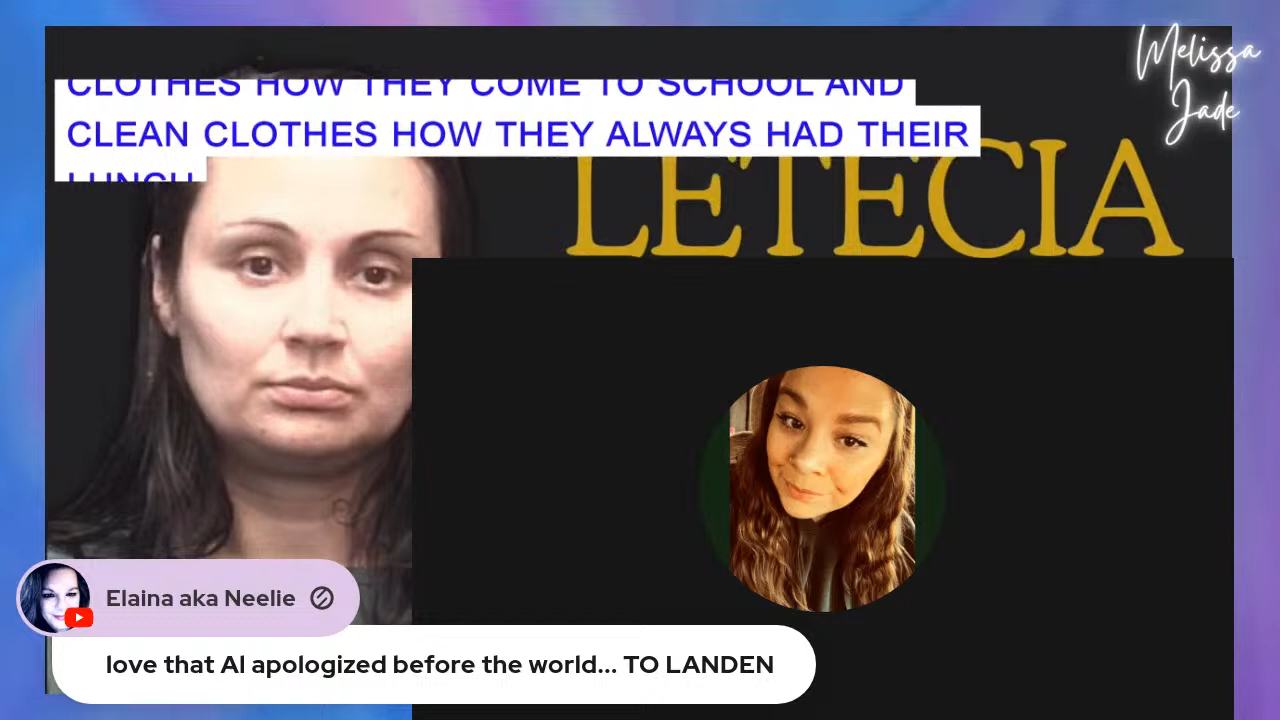 Melissa
Jade
CLOTHES HOW THEY COME TO SCHOOL AND
CLEAN CLOTHES HOW THEY ALWAYS HAD THEIR
LUNCH
LETECIA
Elaina aka Neelie
love that Al apologized before the world... TO LANDEN